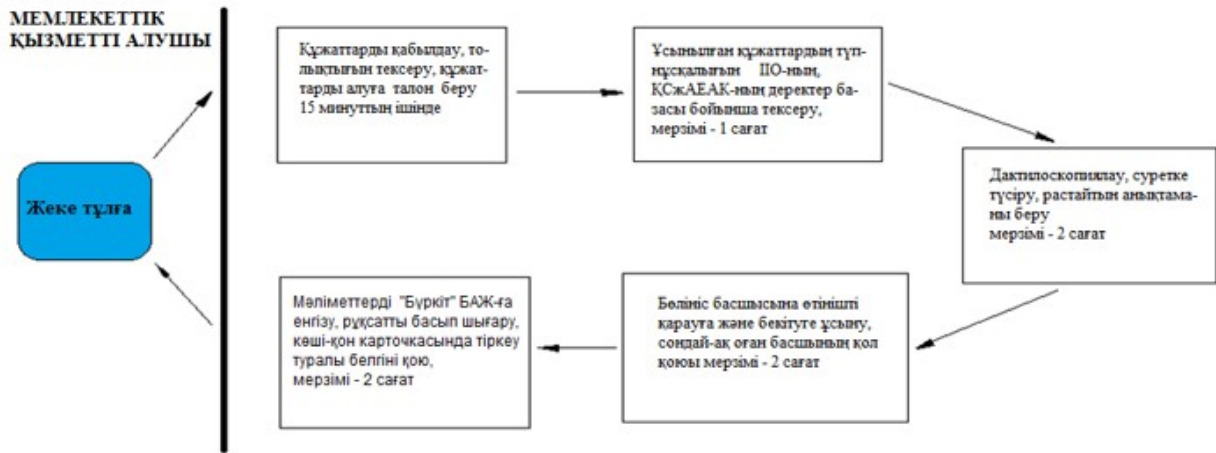 МЕМЛЕКЕТТІК
ҚЫЗМЕТТІ АЛУШЫ
Құжаттарды қабылдау, то-
лықтығын тексеру, құжат-
тарды алуға талон беру
15 минуттың ішінде
Ұсынылған құжаттардың түп-
нұсқалығын ІІО-ның,
ҚСжАЕАК-ның деректер ба-
засы бойынша тексеру,
мерзімі - 1 сағат
Жеке тұлға
Дактилоскопиялау, суретке
түсіру, растайтын анықтама-
ны беру
мерзімі - 2 сағат
Мәліметтерді "Бүркіт" БАЖ-ға
енгізу, рұқсатты басып шығару,
көші-қон карточкасында тіркеу
туралы белгіні қою,
мерзімі - 2 сағат
Бөлініс басшысына өтінішті
қарауға және бекітуге ұсыну,
сондай-ақ оған басшының қол
қоюы мерзімі - 2 сағат